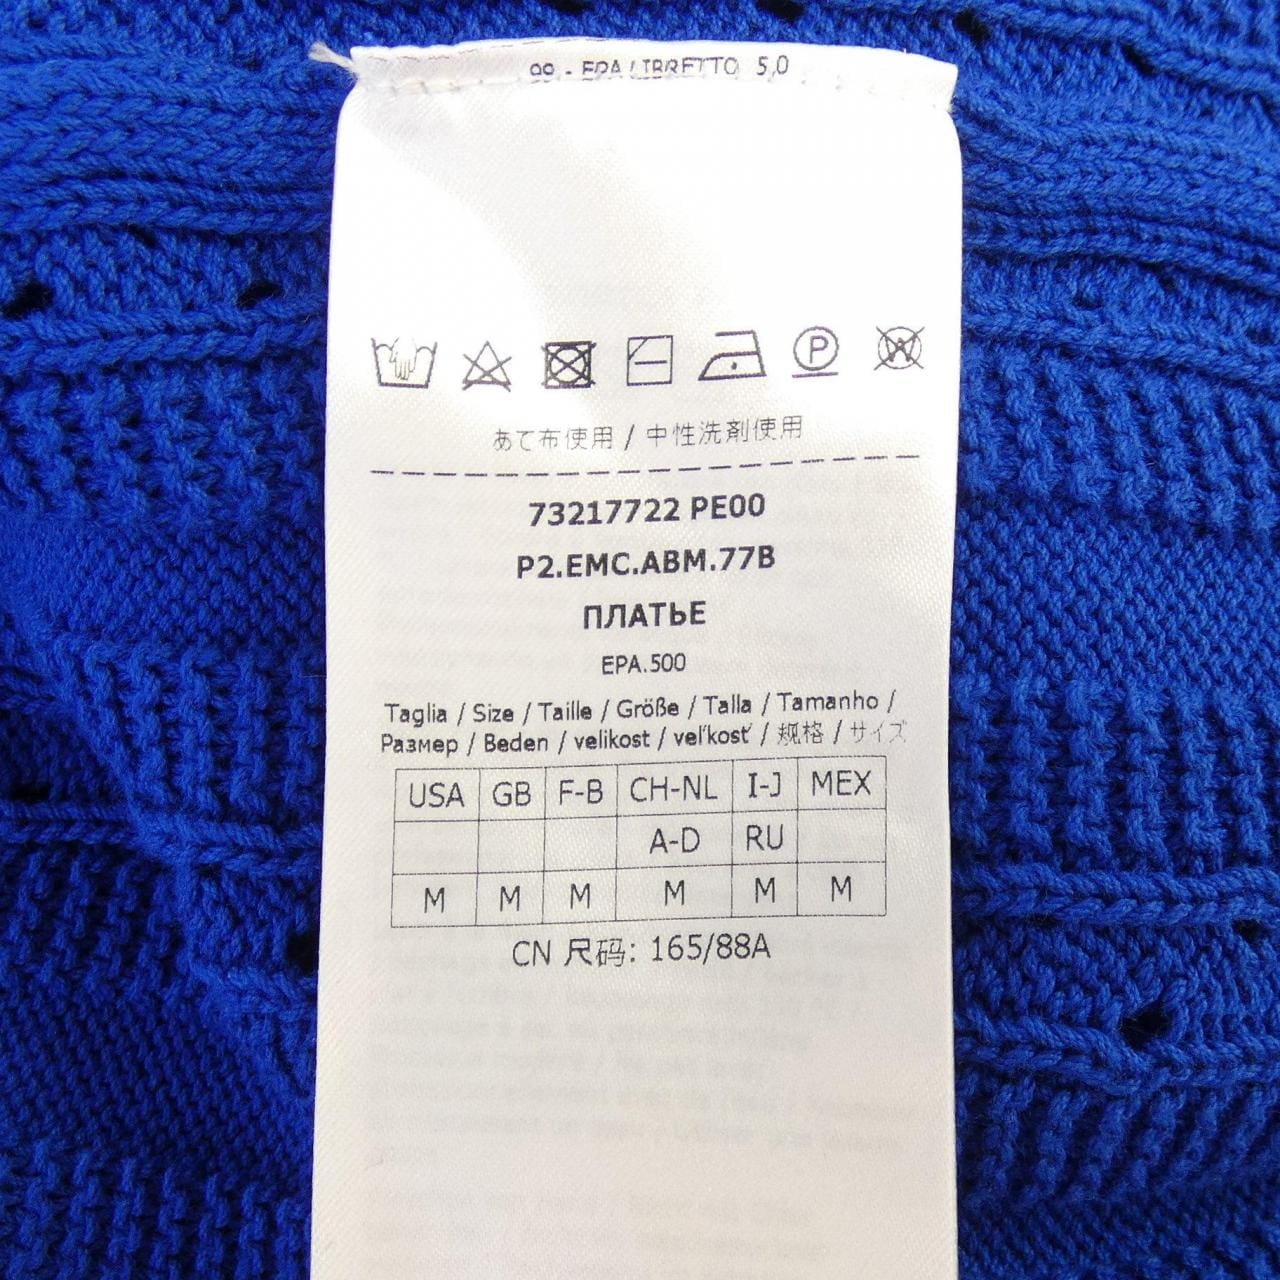 99 - EPA LIBRETTO 5,0
P
W
あて布使用 / 中性洗剤使用
73217722 PE00
P2.EMC.ABM.77B
ПЛАТЬЕ
EPA.500
Taglia / Size / Taille / Größe / Talla / Tamanho /
Размер / Beden / velikost / veľkosť / 规格 / サイズ
USA GB F-B CH-NL I-J MEX
A-D RU
M M M M M M
CN 尺码: 165/88A